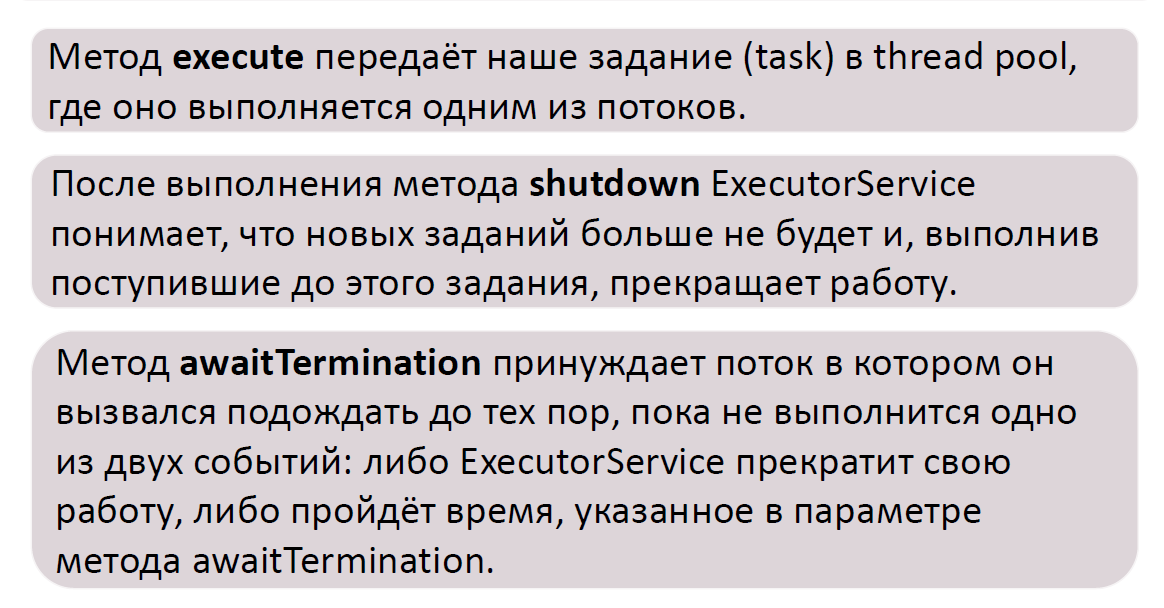 Метод execute передаёт наше задание (task) в thread pool,
где оно выполняется одним из потоков.
После выполнения метода shutdown ExecutorService
понимает, что новых заданий больше не будет и, выполнив
поступившие до этого задания, прекращает работу.
Метод awaitTermination принуждает поток в котором он
вызвался подождать до тех пор, пока не выполнится одно
из двух событий: либо ExecutorService прекратит свою
работу, либо пройдёт время, указанное в параметре
метода awaitTermination.